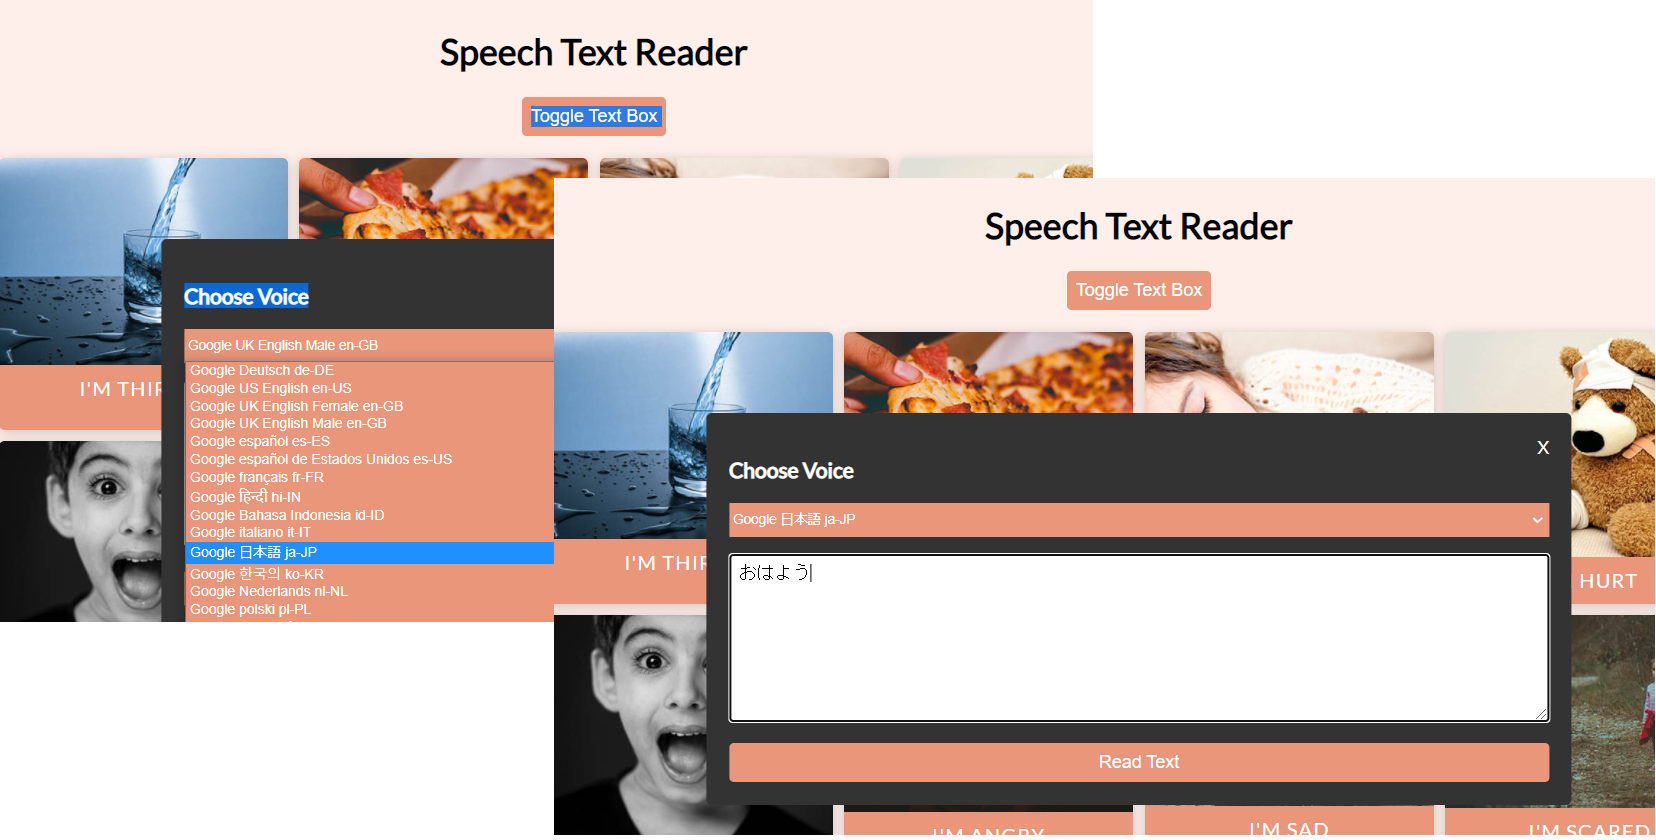 Speech Text Reader
Toggle Text Box
Choose Voice
Google UK English Male en-GB
Google Deutsch de-DE
Google US English en-US
Google UK English Female en-GB
Google UK English Male en-GB
Google español es-ES
Google español de Estados Unidos es-US
Google français fr-FR
Google हिन्दी hi-IN
Google Bahasa Indonesia id-ID
Google italiano it-IT
Google 日本語 ja-JP
Google 한국의 ko-KR
Google Nederlands nl-NL
Google polski pl-PL
I'M THIR
Speech Text Reader
Toggle Text Box
X
Choose Voice
Google 日本語 ja-JP
おはよう
Read Text
I'M THIR
HURT
I'M ANGRY
I'M SAD
I'M SCARED